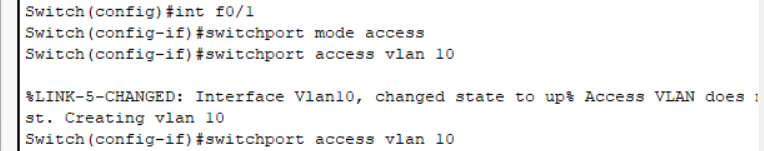 Switch(config)#int f0/1
Switch(config-if)#switchport mode access
Switch(config-if)#switchport access vlan 10
%LINK-5-CHANGED: Interface Vlan10, changed state to up% Access VLAN does
st. Creating vlan 10
Switch(config-if)#switchport access vlan 10